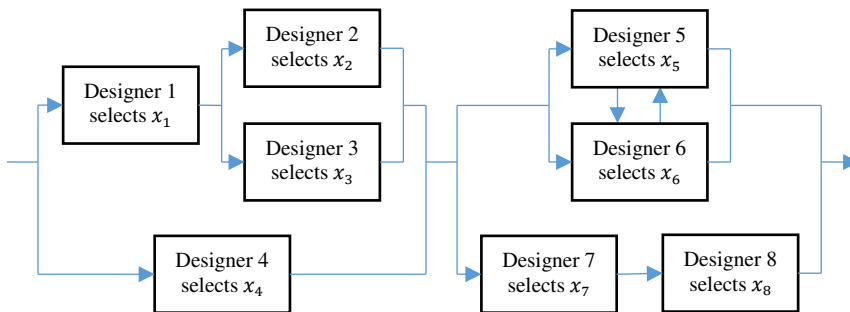 Designer 1
selects x₁
Designer 2
selects x₂
Designer 3
selects x₃
Designer 4
selects x₄
Designer 5
selects x₅
Designer 6
selects x₆
Designer 7
selects x₇
Designer 8
selects x₈